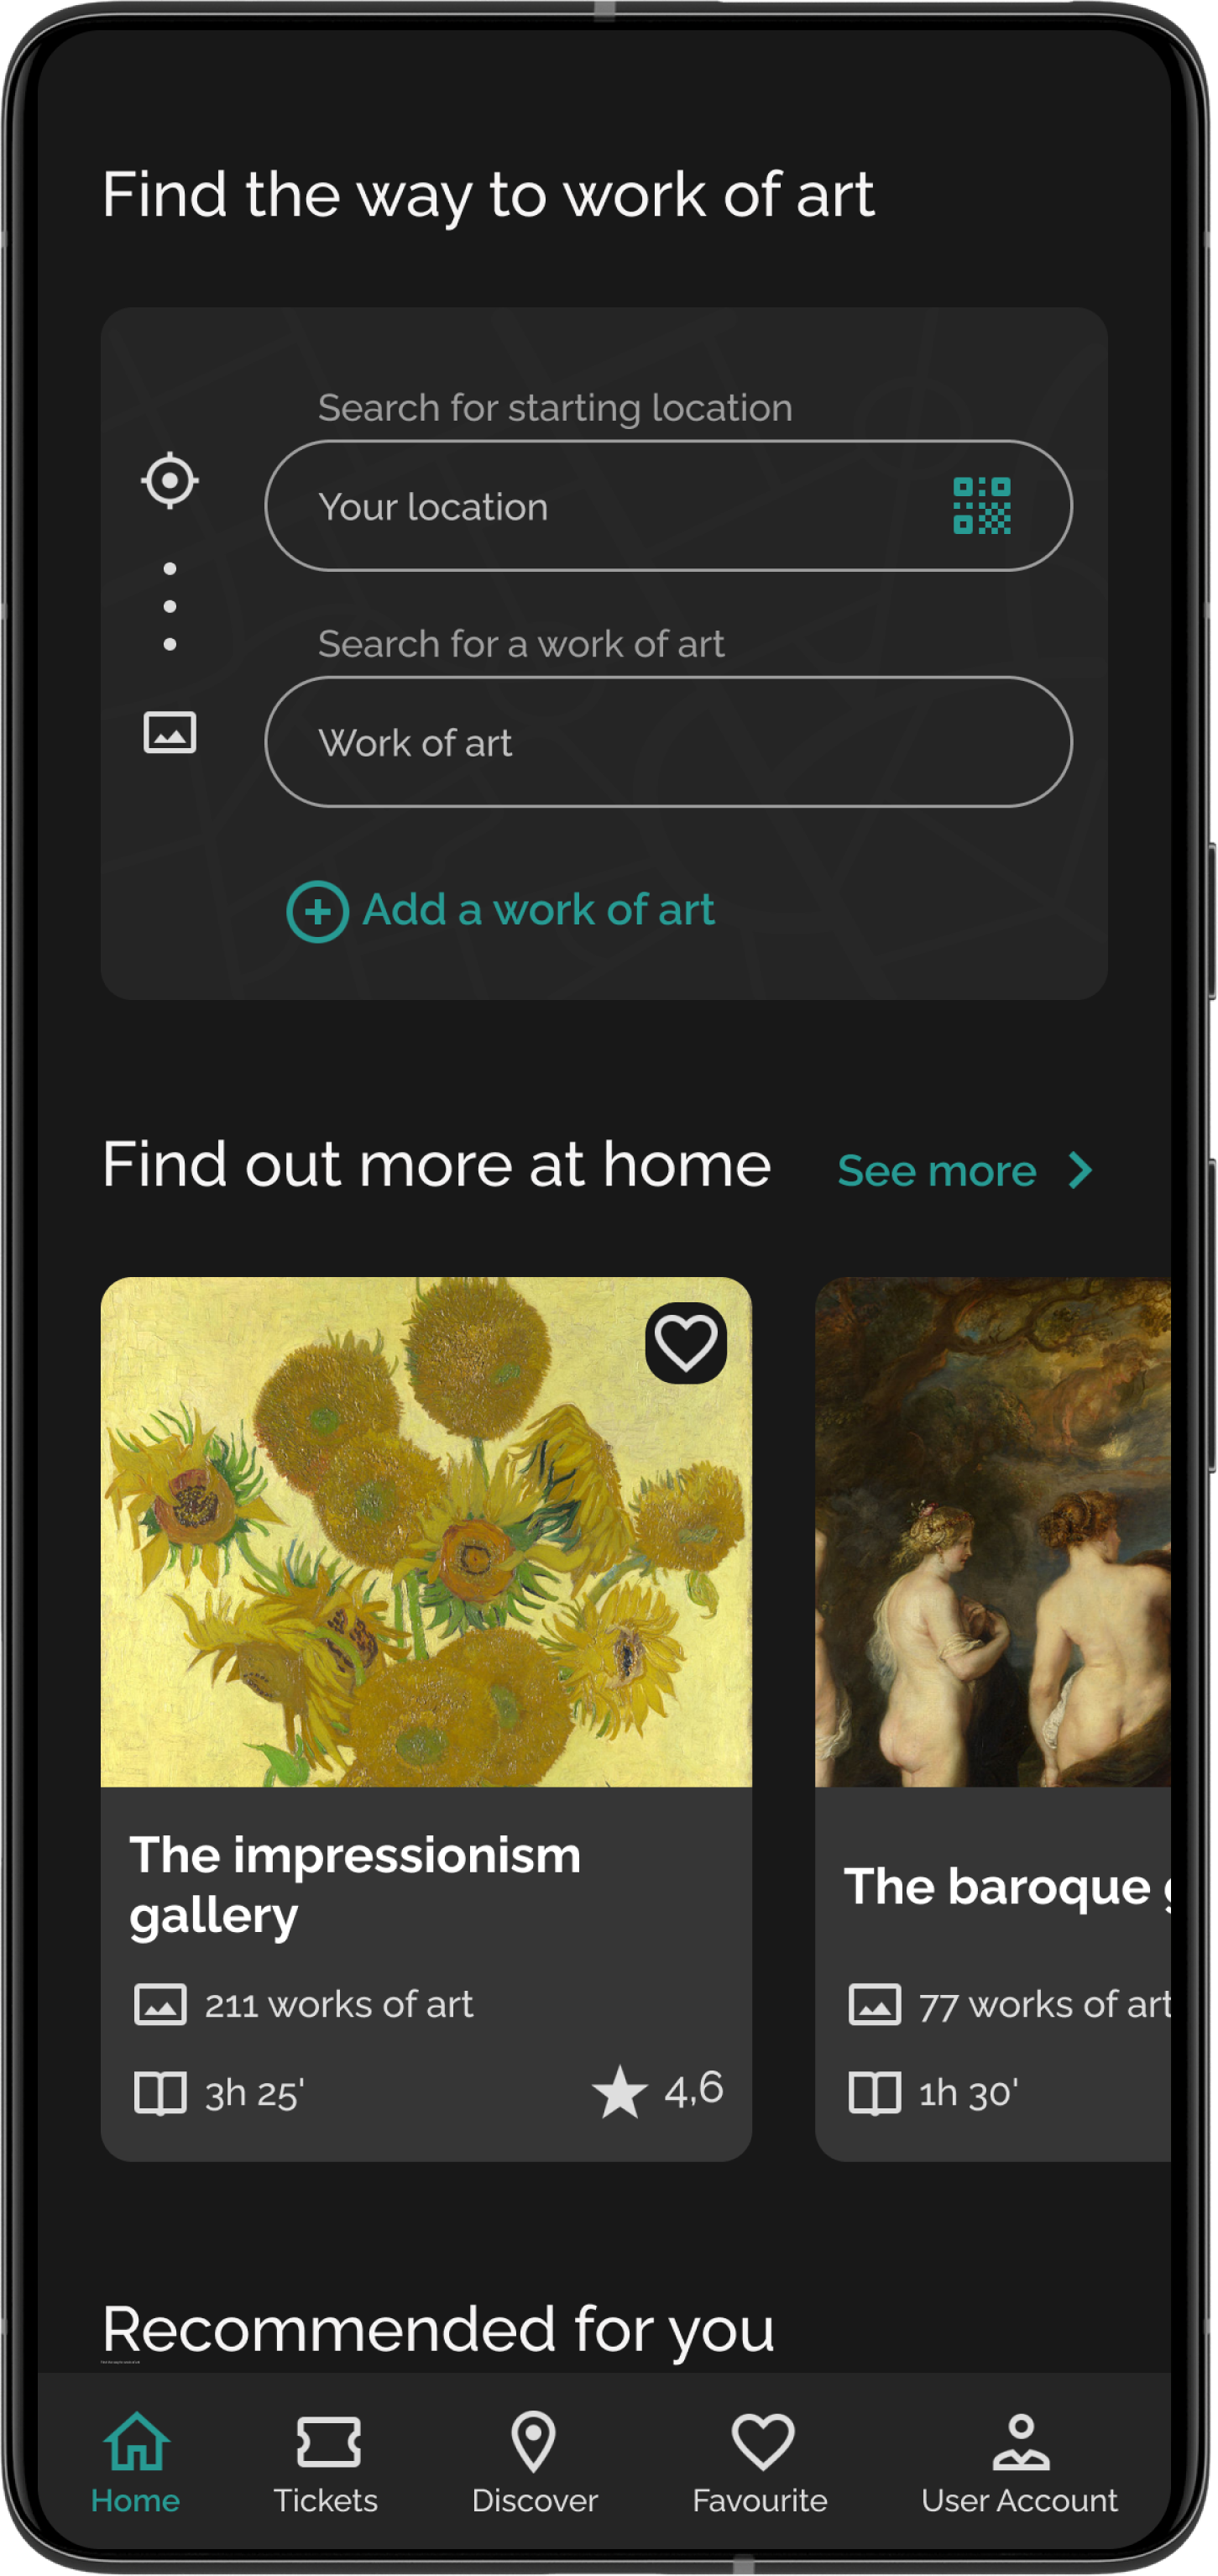 Find the way to work of art
Search for starting location
Your location
Search for a work of art
Work of art
Add a work of art
Find out more at home
See more
The impressionism
gallery
211 works of art
3h 25'
4,6
The baroque
77 works of art
1h 30'
Recommended for you
Home
Tickets
Discover
Favourite
User Account